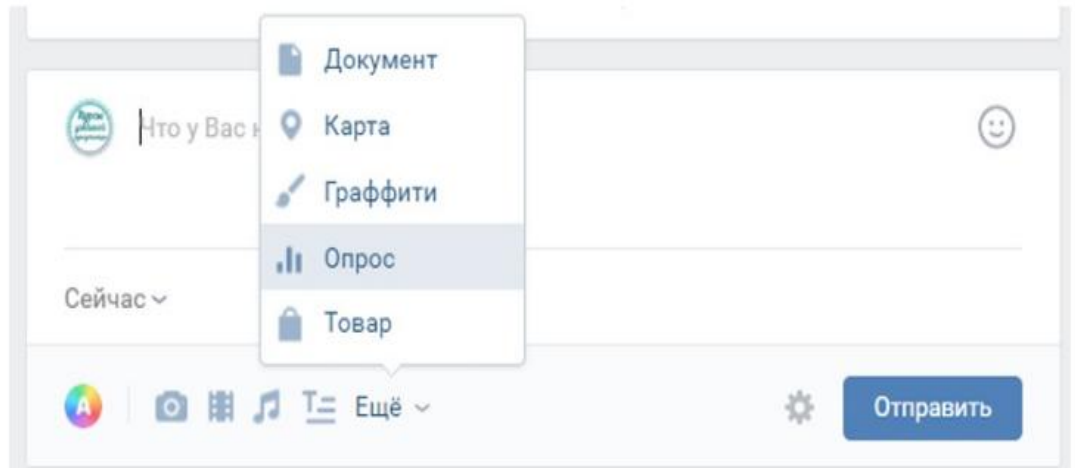 Документ
Что у Вас н
Карта
Граффити
Опрос
Сейчас
Товар
A
T
Ещё
Отправить